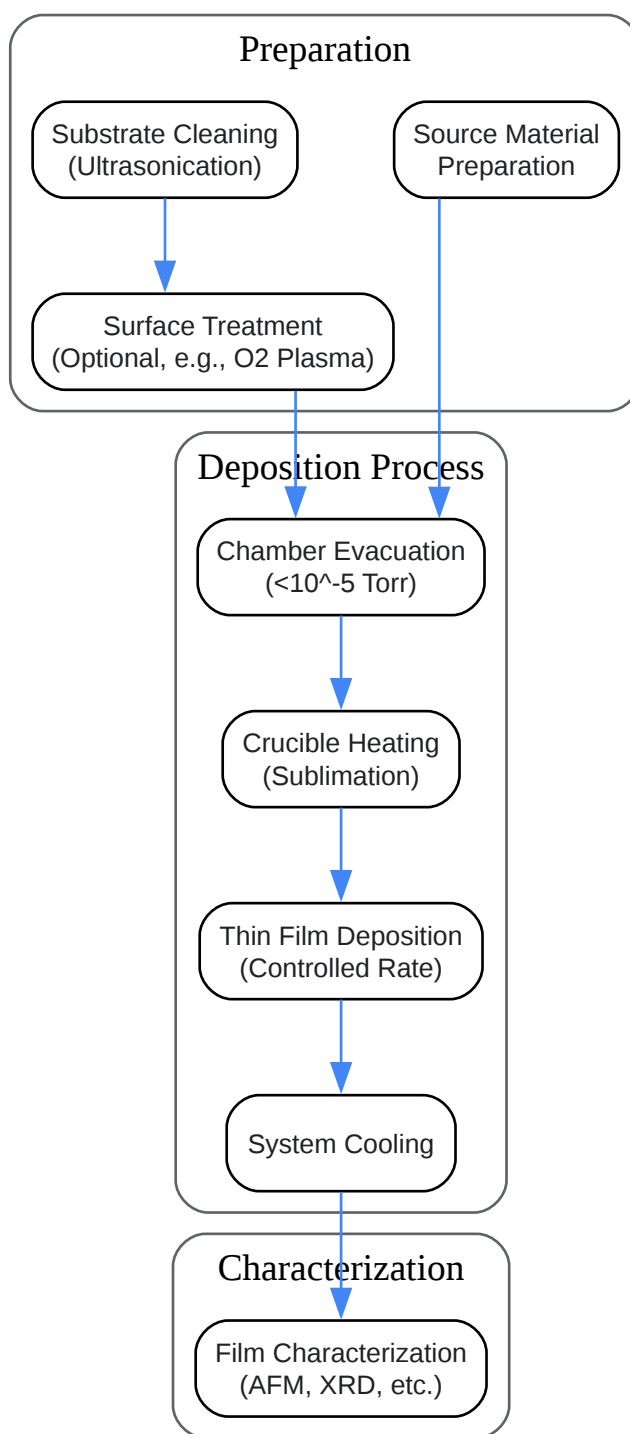 Preparation
Substrate Cleaning
(Ultrasonication)
Source Material
Preparation
Surface Treatment
(Optional, e.g., O2 Plasma)
Deposition Process
Chamber Evacuation
(<10^-5 Torr)
Crucible Heating
(Sublimation)
Thin Film Deposition
(Controlled Rate)
System Cooling
Characterization
Film Characterization
(AFM, XRD, etc.)